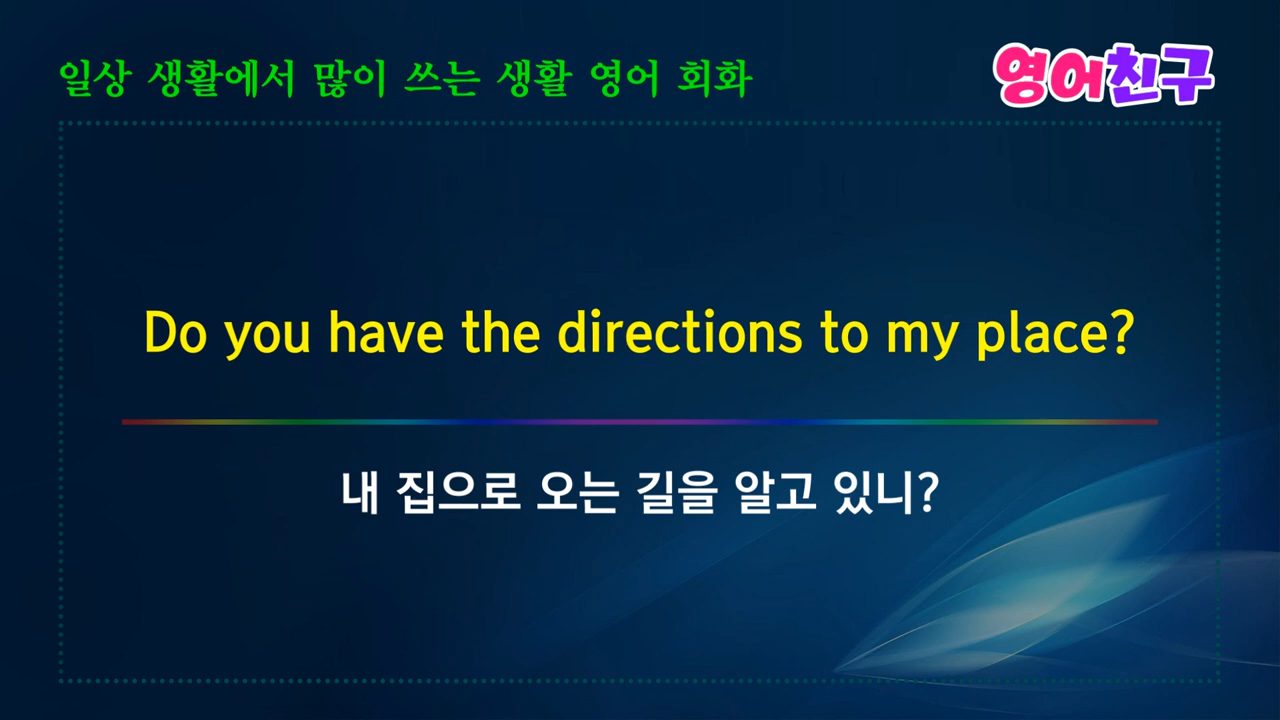 일상 생활에서 많이 쓰는 생활 영어 회화
영어친구
Do you have the directions to my place?
내 집으로 오는 길을 알고 있니?